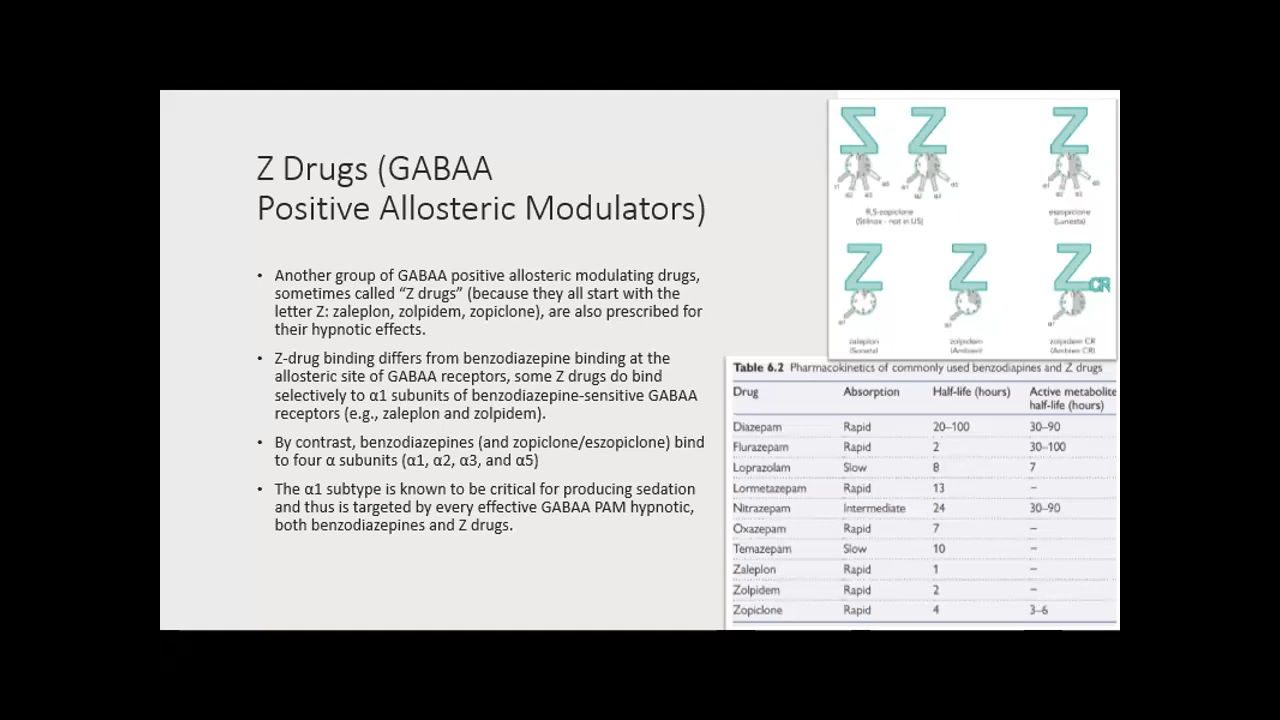 Z Drugs (GABAA
Positive Allosteric Modulators)
• Another group of GABAA positive allosteric modulating drugs,
sometimes called “Z drugs” (because they all start with the
letter Z: zaleplon, zolpidem, zopiclone), are also prescribed for
their hypnotic effects.
• Z-drug binding differs from benzodiazepine binding at the
allosteric site of GABAA receptors, some Z drugs do bind
selectively to α1 subunits of benzodiazepine-sensitive GABAA
receptors (e.g., zaleplon and zolpidem).
• By contrast, benzodiazepines (and zopiclone/eszopiclone) bind
to four α subunits (α1, α2, α3, and α5)
• The α1 subtype is known to be critical for producing sedation
and thus is targeted by every effective GABAA PAM hypnotic,
both benzodiazepines and Z drugs.
Z Z
R,S-zopiclone
(Stilnox - not in US)
eszopiclone
(Lunesta)
Z Z Z CR
zaleplon
(Sonata)
zolpidem
(Ambien)
zolpidem CR
(Ambien CR)
Table 6.2 Pharmacokinetics of commonly used benzodiapines and Z drugs
Drug Absorption Half-life (hours) Active metabolite
half-life (hours)
Diazepam Rapid 20–100 30–90
Flurazepam Rapid 2 30–100
Loprazolam Slow 8 7
Lormetazepam Rapid 13 –
Nitrazepam Intermediate 24 30–90
Oxazepam Rapid 7 –
Temazepam Slow 10 –
Zaleplon Rapid 1 –
Zolpidem Rapid 2 –
Zopiclone Rapid 4 3–6